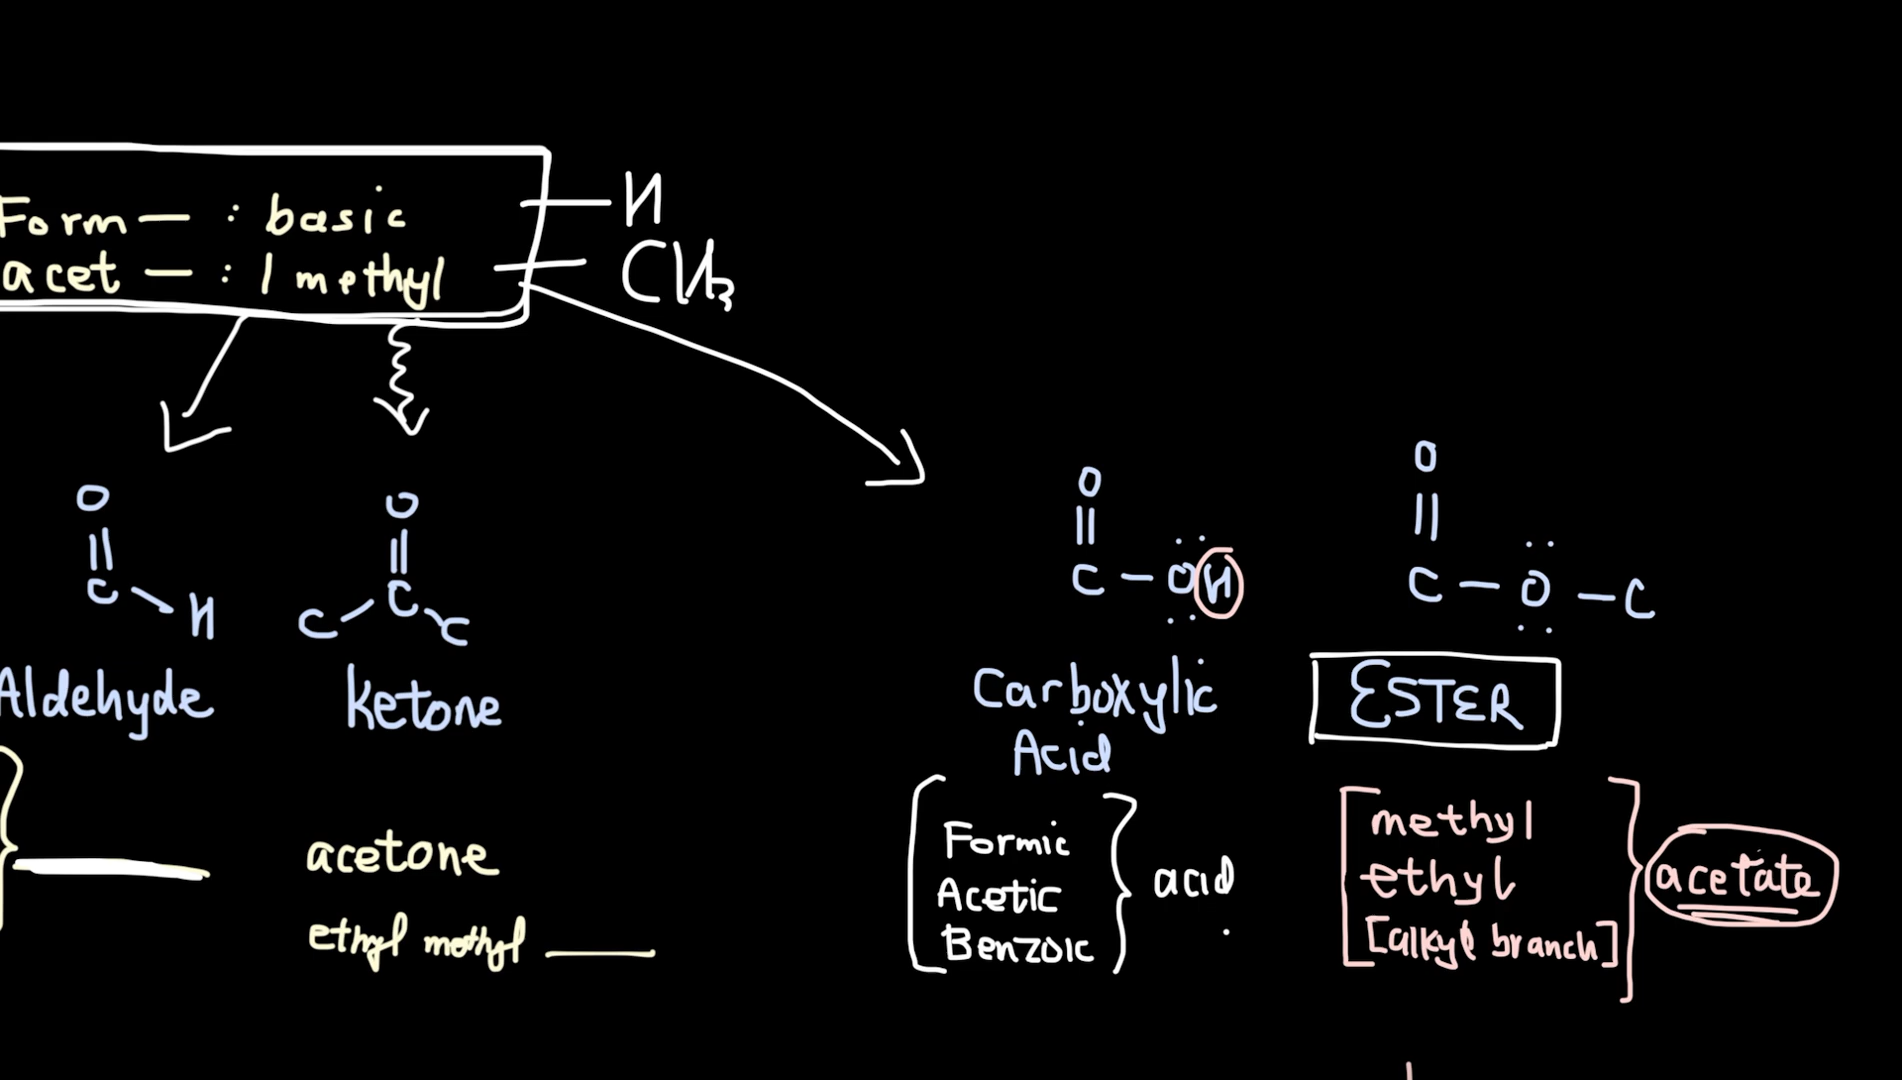 Form — : basic
— H
acet — : 1 methyl
— CH₃
O
||
C
H
Aldehyde
O
||
C
C C
ketone
acetone
ethyl methyl ____
O
||
C — OH
Carboxylic
Acid
Formic
Acetic
Benzoic
acid
O
||
C — O — C
ESTER
methyl
ethyl
[alkyl branch]
acetate